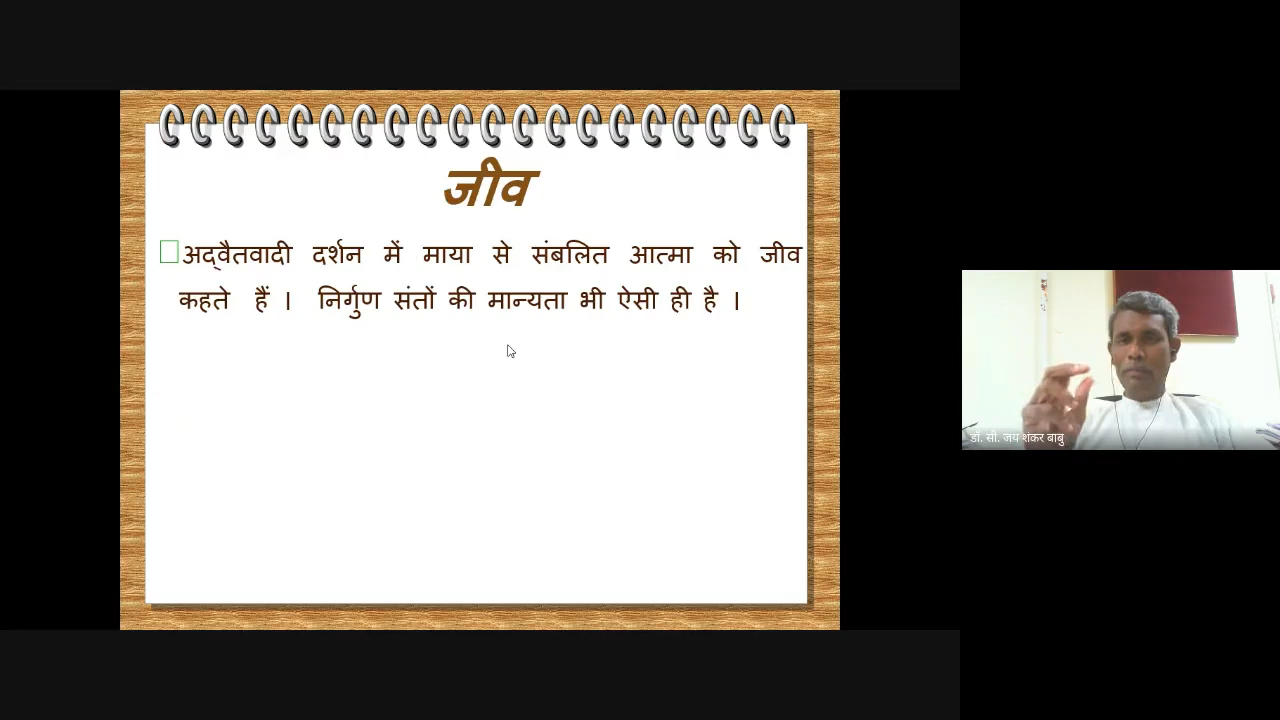 जीव
अद्वैतवादी दर्शन में माया से संबलित आत्मा को जीव
कहते हैं । निर्गुण संतों की मान्यता भी ऐसी ही है ।
डॉ. सी. जय शंकर बाबु